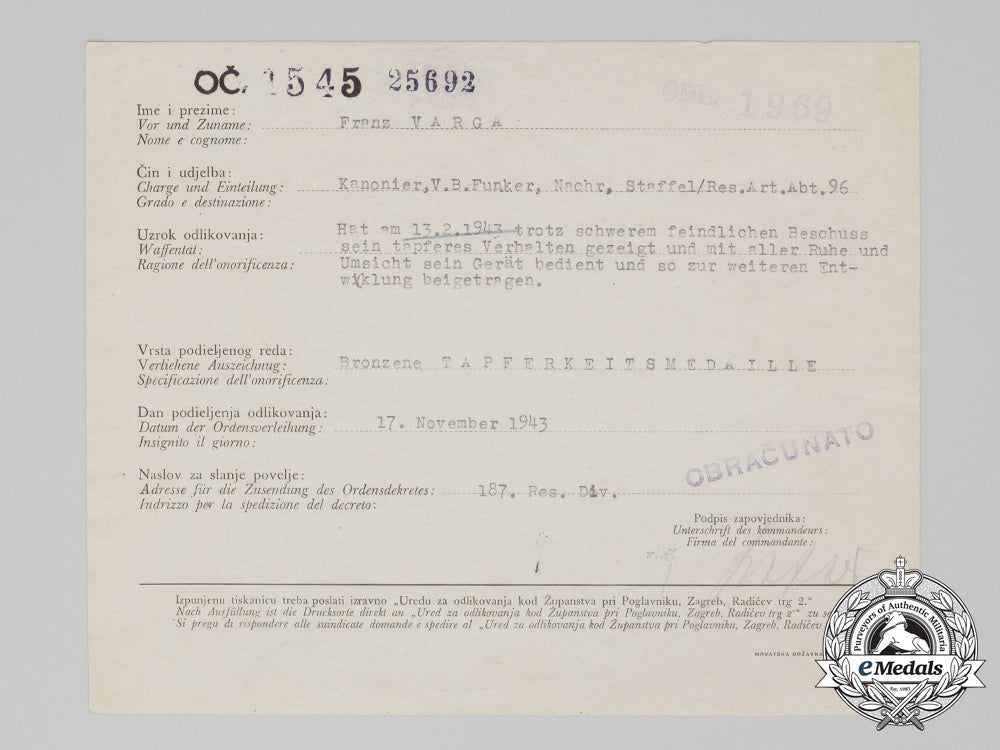 OČ. 1545 25692
ODL. 1969
Ime i prezime:
Vor und Zuname: Franz VARGA
Nome e cognome:
Čin i udjelba:
Charge und Einteilung: Kanonier,V.B.Funker, Nachr, Staffel/Res.Art.Abt.96
Grado e destinazione:
Uzrok odlikovanja: Hat am 13.2.1943 trotz schwerem feindlichen Beschuss
Waffentat: sein tapferes Verhalten gezeigt und mit aller Ruhe und
Ragione dell'onorificenza: Umsicht sein Gerät bedient und so zur weiteren Ent-
wiklung beigetragen.
Vrsta podieljenog reda:
Verliehene Auszeichnug: Bronzene TAPFERKEITSMEDAILLE
Specificazione dell'onorificenza:
Dan podieljenja odlikovanja:
Datum der Ordensverleihung: 17. November 1943
Insignito il giorno:
OBRAČUNATO
Naslov za slanje povelje:
Adresse für die Zusendung des Ordensdekretes: 187. Res. Div.
Indrizzo per la spedizione del decreto:
Podpis zapovjednika:
Unterschrift des kommandeurs:
Firma del commandante:
Izpunjenu tiskanicu treba poslati izravno „Uredu za odlikovanja kod Županstva pri Poglavniku, Zagreb, Radićev trg 2."
Nach Ausfüllung ist die Drucksorte direkt an „Ured za odlikovanja kod Županstva pri Poglavniku, Zagreb, Radićev trg 2" zu
Si prega di rispondere alle suindicate domande e spedire al „Ured za odlikovanja kod Županstva pri Poglavniku, Zagreb, Radićev
HRVATSKA DRŽAVNA
Purveyors of Authentic Militaria
eMedals
Est. 1987